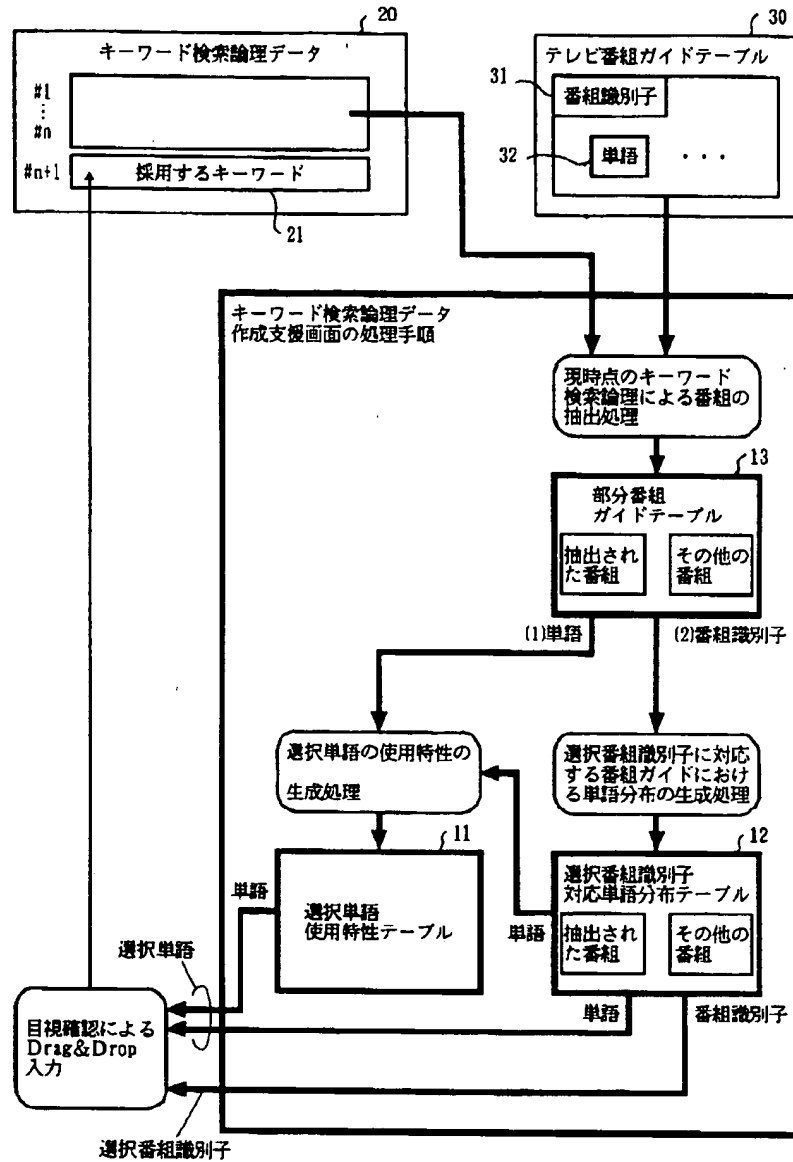 20
キーワード検索論理データ
#1
⋮
#n
#n+1
採用するキーワード
21
30
テレビ番組ガイドテーブル
31
番組識別子
32
単語
・・・
キーワード検索論理データ
作成支援画面の処理手順
現時点のキーワード
検索論理による番組の
抽出処理
13
部分番組
ガイドテーブル
抽出され
た番組
その他の
番組
(1)単語
(2)番組識別子
選択単語の使用特性の
生成処理
選択番組識別子に対応
する番組ガイドにおけ
る単語分布の生成処理
11
選択単語
使用特性テーブル
12
選択番組識別子
対応単語分布テーブル
抽出され
た番組
その他の
番組
単語
単語
単語
番組識別子
選択単語
目視確認による
Drag&Drop
入力
選択番組識別子